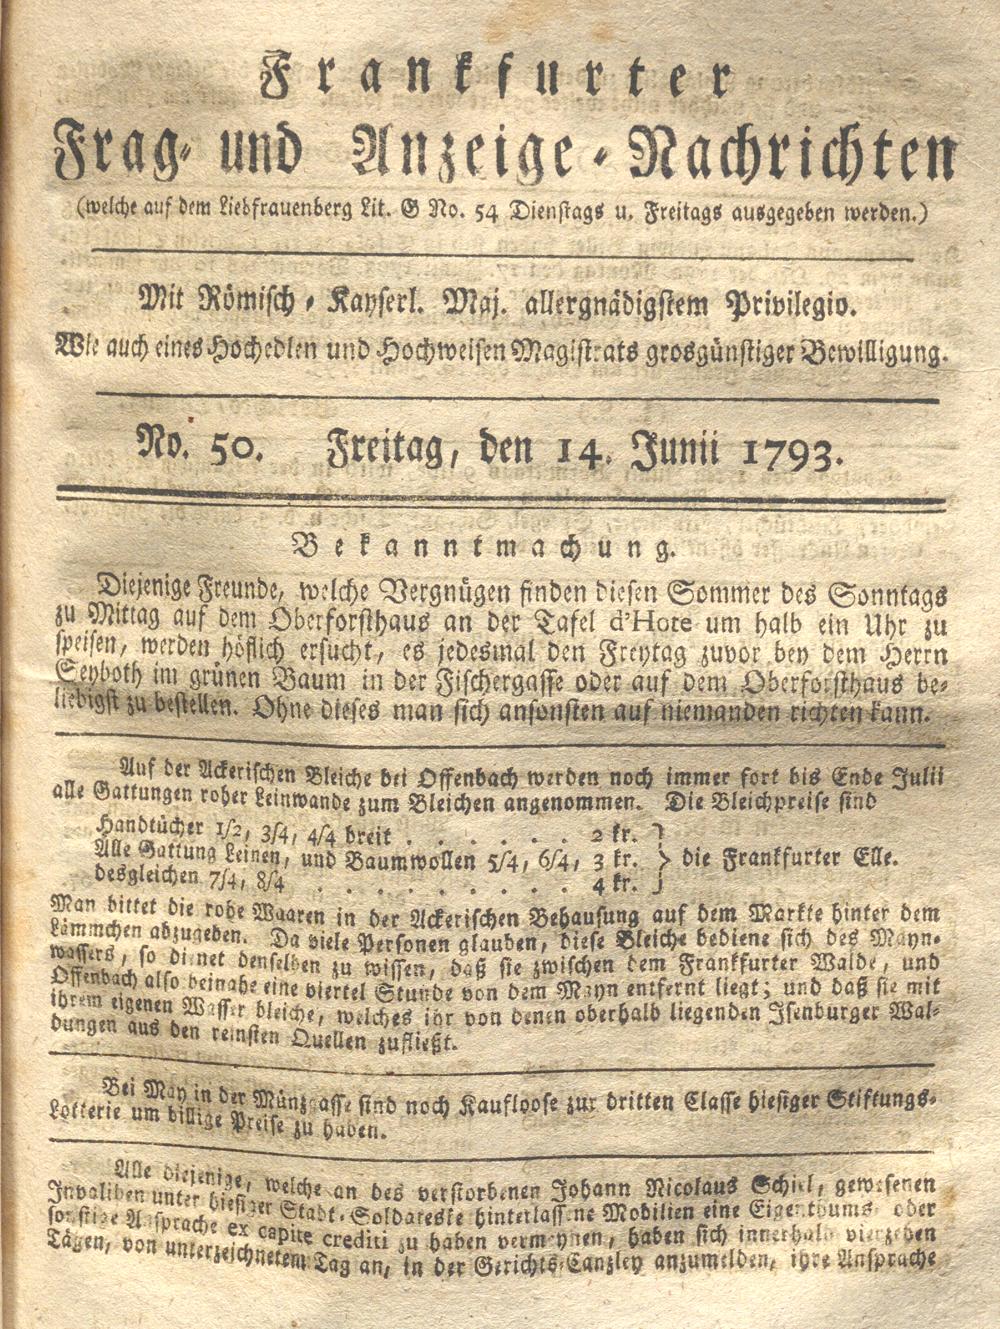 Frankfurter
Frag- und Anzeige-Nachrichten
(welche auf dem Liebfrauenberg Lit. G No. 54 Dienstags u. Freitags ausgegeben werden.)
Mit Römisch-Kayserl. Maj. allergnädigstem Privilegio.
Wie auch eines Hochedlen und Hochweisen Magistrats grosgünstiger Bewilligung.
No. 50. Freitag, den 14. Junii 1793.
Bekanntmachung.
Diejenige Freunde, welche Vergnügen finden diesen Sommer des Sonntags
zu Mittag auf dem Oberforsthaus an der Tafel d'Hote um halb ein Uhr zu
speisen, werden höflich ersucht, es jedesmal den Freytag zuvor bey dem Herrn
Seyboth im grünen Baum in der Fischergasse oder auf dem Oberforsthaus be-
liebigst zu bestellen. Ohne dieses man sich ansonsten auf niemanden richten kann.
Auf der Ackerischen Bleiche bei Offenbach werden noch immer fort bis Ende Julii
alle Gattungen roher Leinwande zum Bleichen angenommen. Die Bleichpreise sind
Handtücher 1/2, 3/4, 4/4 breit . . . . . . . 2 kr.
Alle Gattung Leinen, und Baumwollen 5/4, 6/4, 3 kr. } die Frankfurter Elle.
desgleichen 7/4, 8/4 . . . . . . . . . . 4 kr.
Man bittet die rohe Waaren in der Ackerischen Behausung auf dem Markte hinter dem
Lämmchen abzugeben. Da viele Personen glauben, diese Bleiche bediene sich des Mayn-
wassers, so dienet denselben zu wissen, daß sie zwischen dem Frankfurter Walde, und
Offenbach also beinahe eine viertel Stunde von dem Mayn entfernt liegt; und daß sie mit
ihrem eigenen Wasser bleiche, welches ihr von denen oberhalb liegenden Isenburger Wal-
dungen aus den reinsten Quellen zufließt.
Bei May in der Münzgasse sind noch Kaufloose zur dritten Classe hiesiger Stiftungs-
Lotterie um billige Preise zu haben.
Alle diejenige, welche an des verstorbenen Johann Nicolaus Schiel, gewesenen
Invaliden unter hiesiger Stadt-Soldateske hinterlassene Mobilien eine Eigenthums oder
sonstige Ansprache ex capite crediti zu haben vermeynen, haben sich innerhalb vierzehen
Tägen, von unterzeichnetem Tag an, in der Gerichts-Canzley anzumelden, ihre Ansprache